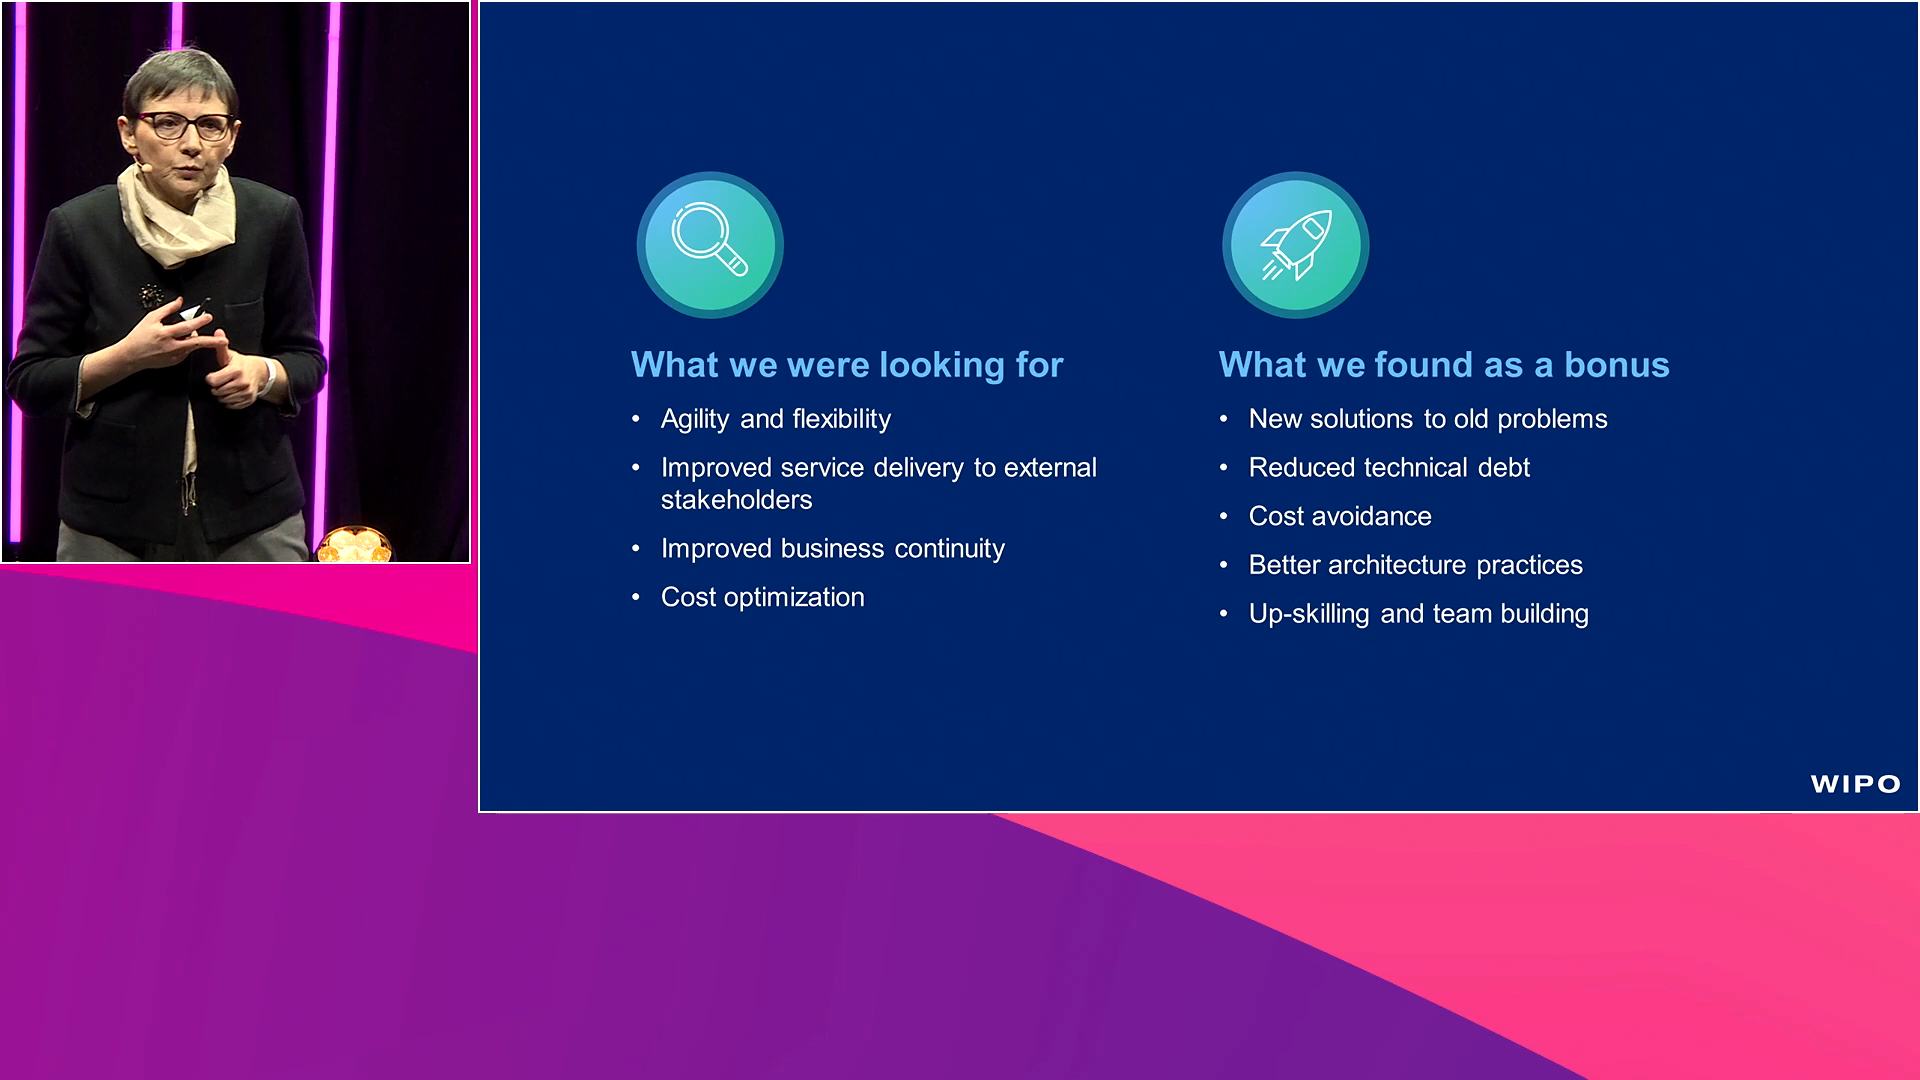 What we were looking for
• Agility and flexibility
• Improved service delivery to external
stakeholders
• Improved business continuity
• Cost optimization
What we found as a bonus
• New solutions to old problems
• Reduced technical debt
• Cost avoidance
• Better architecture practices
• Up-skilling and team building
WIPO